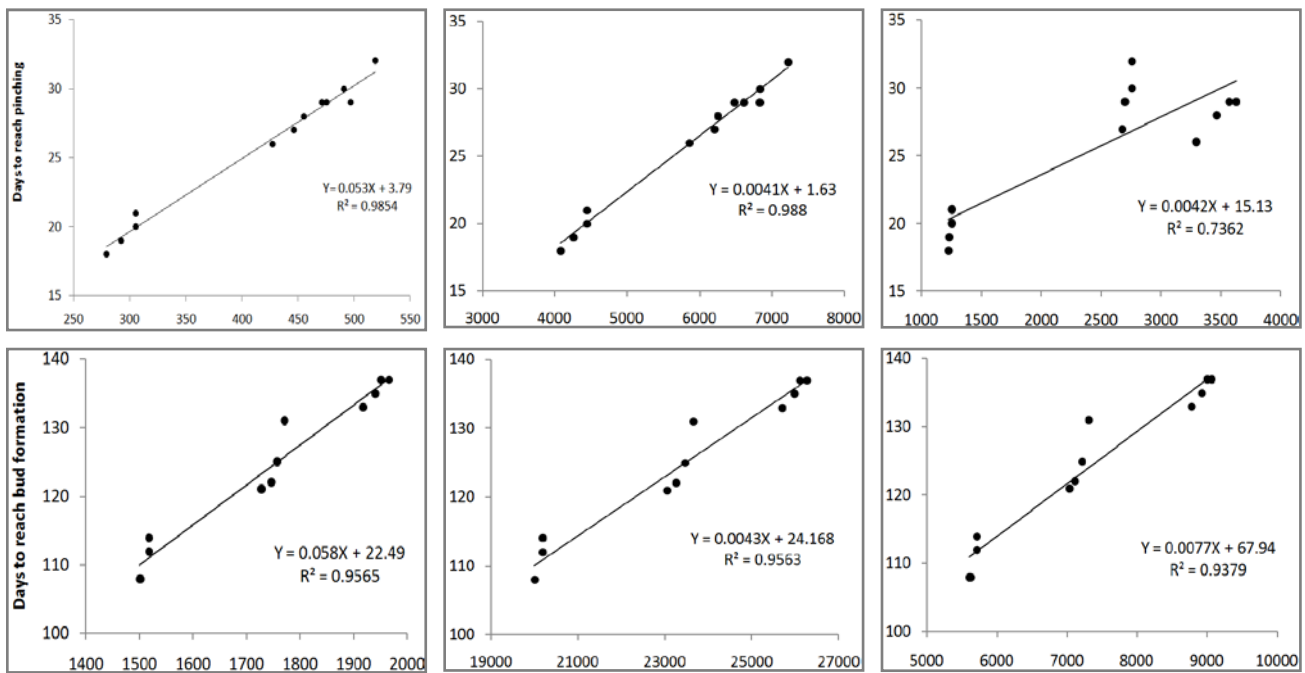 Days to reach pinching
35
30
25
20
15
250 300 350 400 450 500 550
Y = 0.053X + 3.79
R² = 0.9854
35
30
25
20
15
3000 4000 5000 6000 7000 8000
Y = 0.0041X + 1.63
R² = 0.988
35
30
25
20
15
1000 1500 2000 2500 3000 3500 4000
Y = 0.0042X + 15.13
R² = 0.7362
Days to reach bud formation
140
130
120
110
100
1400 1500 1600 1700 1800 1900 2000
Y = 0.058X + 22.49
R² = 0.9565
140
130
120
110
100
19000 21000 23000 25000 27000
Y = 0.0043X + 24.168
R² = 0.9563
140
130
120
110
100
5000 6000 7000 8000 9000 10000
Y = 0.0077X + 67.94
R² = 0.9379